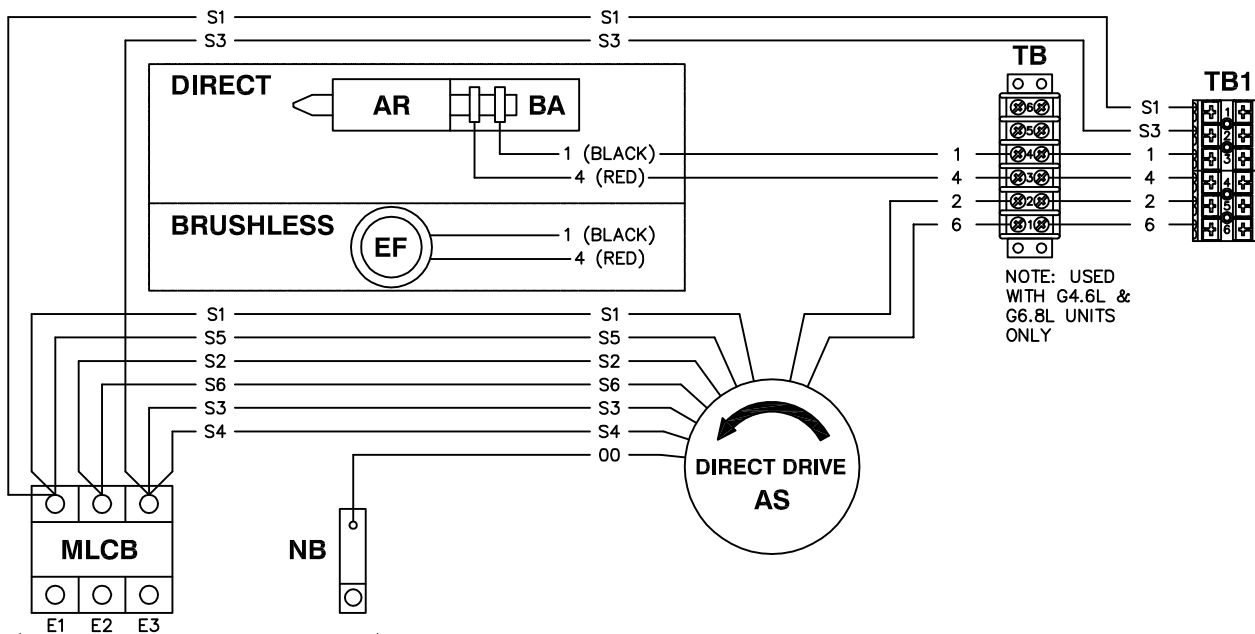 S1 S1
S3 S3
TB
TB1
DIRECT
AR BA
6
5
4
3
2
1
1
2
3
4
5
6
S1
S3
1 (BLACK) 1 1
4 (RED) 4 4
2 2
6 6
BRUSHLESS
EF
1 (BLACK)
4 (RED)
NOTE: USED
WITH G4.6L &
G6.8L UNITS
ONLY
S1 S1
S5 S5
S2 S2
S6 S6
S3 S3
S4 S4
00
DIRECT DRIVE
AS
MLCB
NB
E1 E2 E3